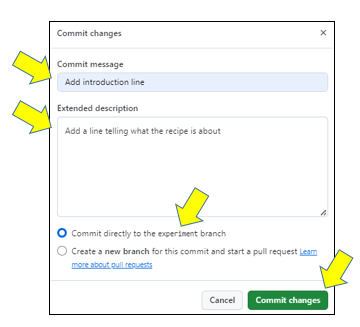 Commit changes
Commit message
Add introduction line
Extended description
Add a line telling what the recipe is about
Commit directly to the experiment branch
Create a new branch for this commit and start a pull request Learn
more about pull requests
Cancel
Commit changes